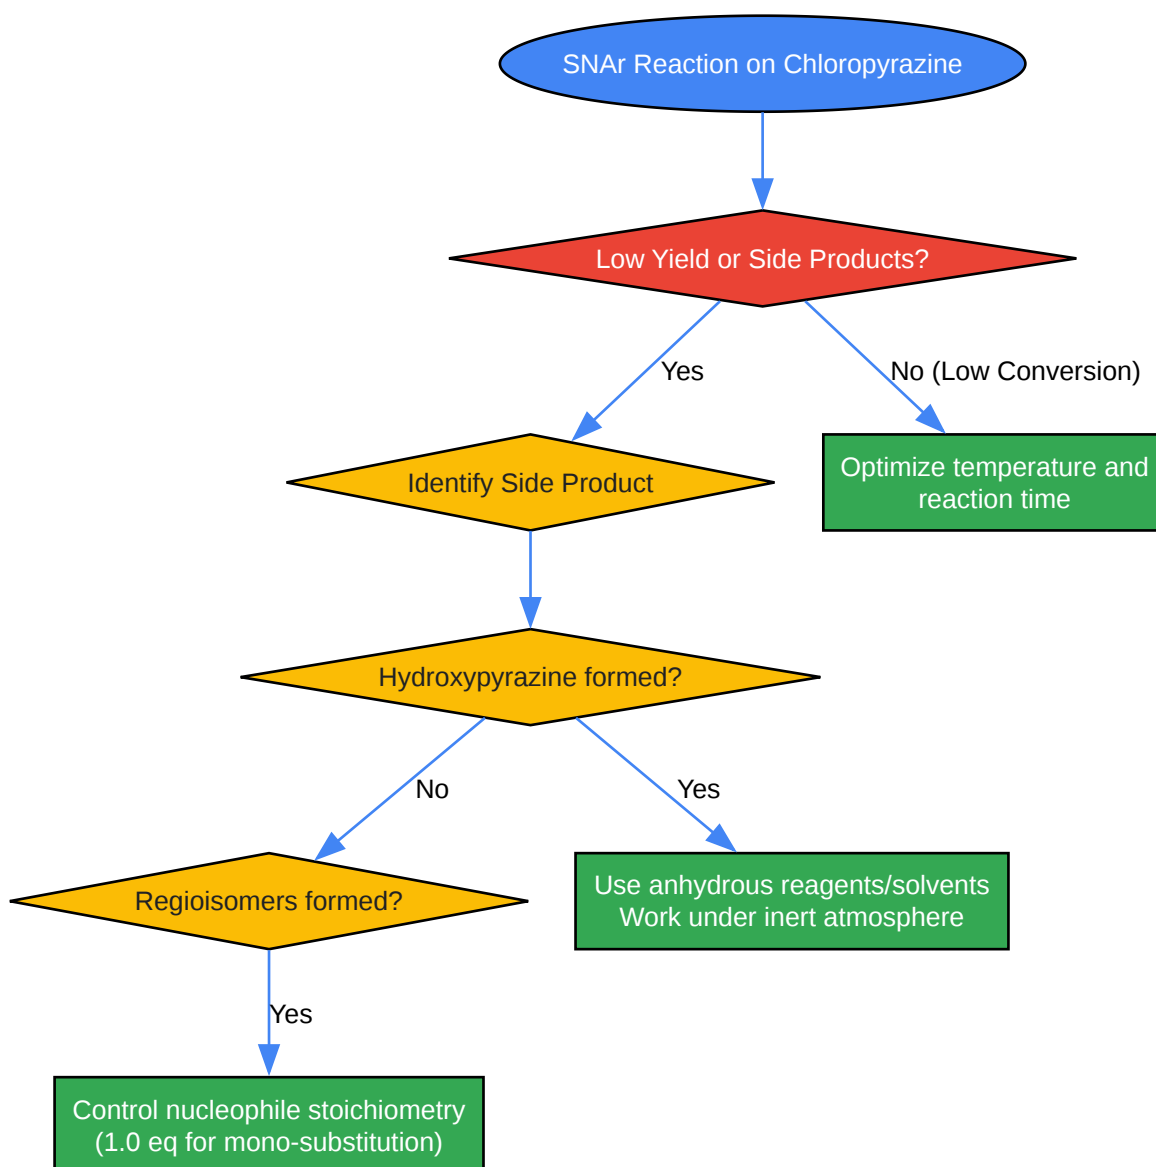 SNAr Reaction on Chloropyrazine
Low Yield or Side Products?
Yes
No (Low Conversion)
Identify Side Product
Optimize temperature and
reaction time
Hydroxypyrazine formed?
No
Yes
Regioisomers formed?
Use anhydrous reagents/solvents
Work under inert atmosphere
Yes
Control nucleophile stoichiometry
(1.0 eq for mono-substitution)